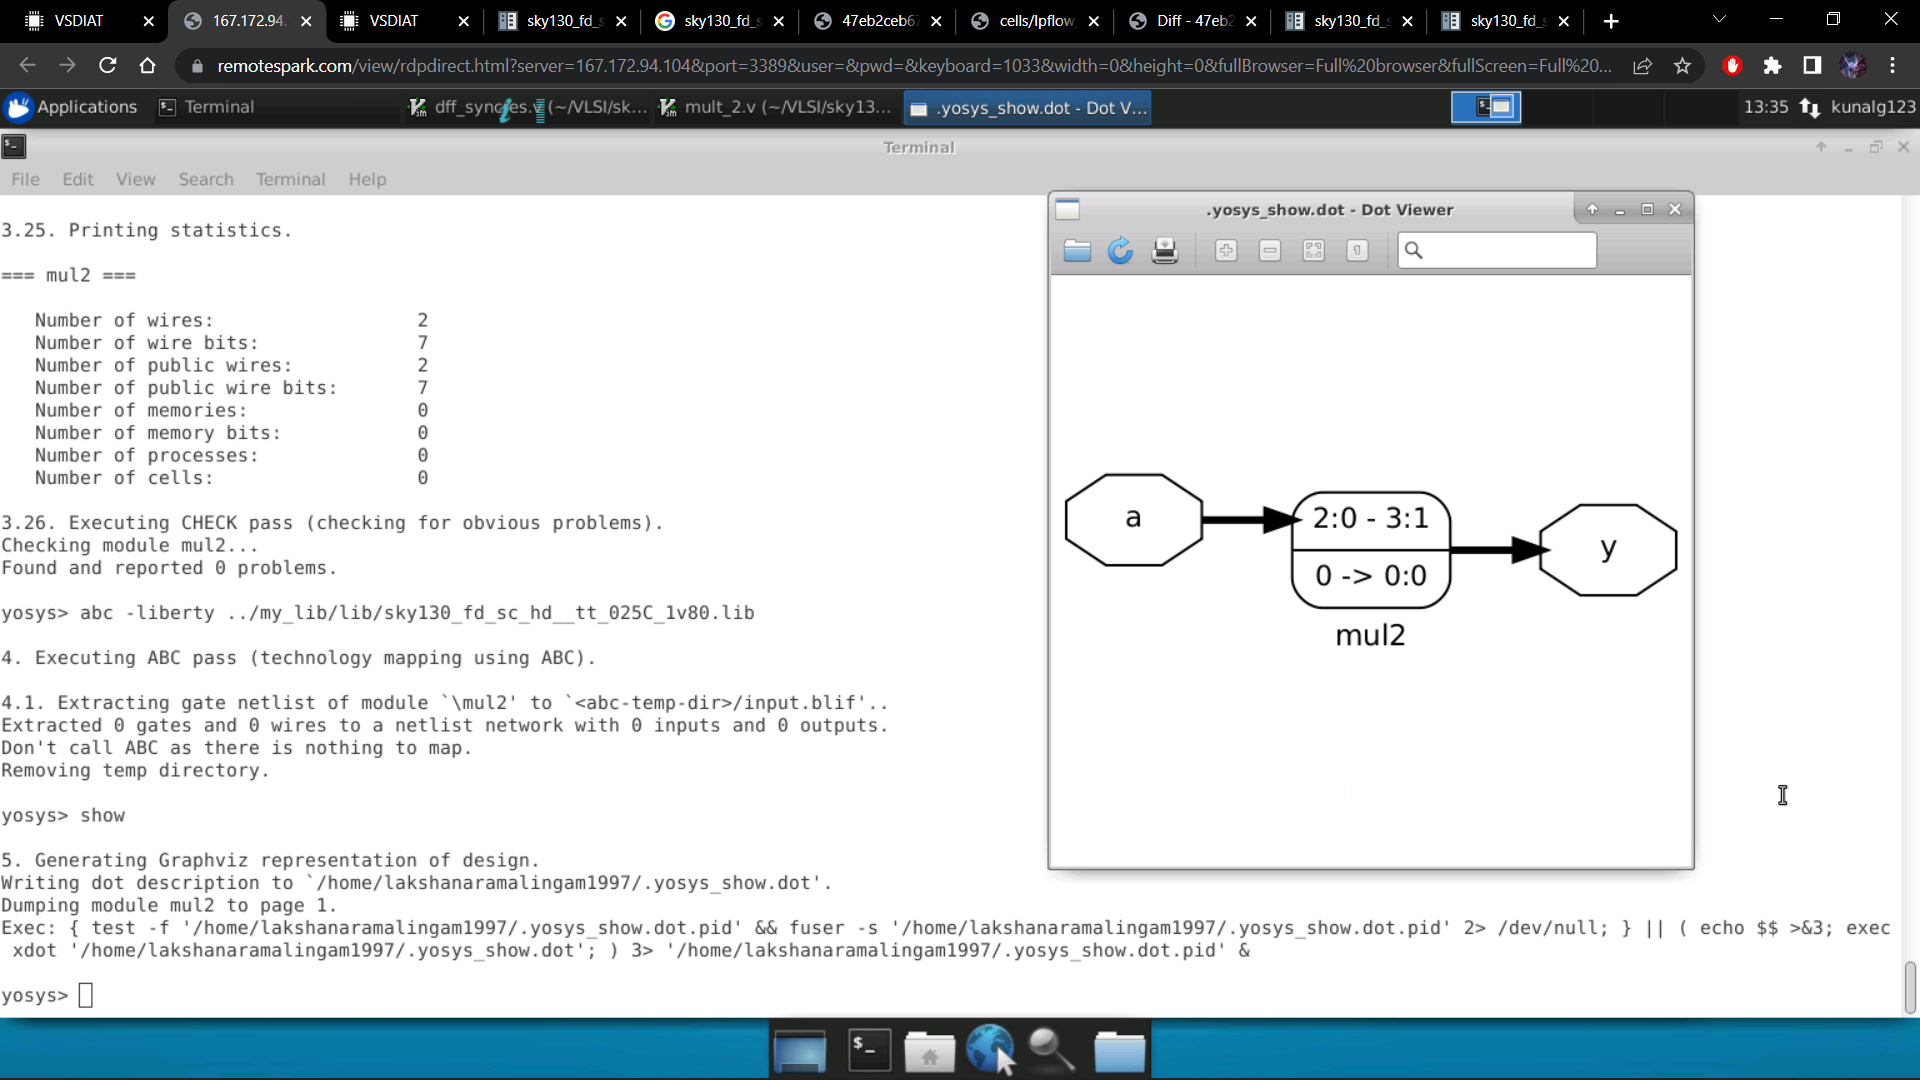 VSDIAT
167.172.94.
VSDIAT
sky130_fd_s
sky130_fd_s
47eb2ceb67
cells/lpflow
Diff - 47eb2
sky130_fd_s
sky130_fd_s
remotespark.com/view/rdpdirect.html?server=167.172.94.104&port=3389&user=&pwd=&keyboard=1033&width=0&height=0&fullBrowser=Full%20browser&fullScreen=Full%20...
Applications
Terminal
dff_syncres.v (~/VLSI/sk...
mult_2.v (~/VLSI/sky13...
.yosys_show.dot - Dot V...
13:35
kunalg123
Terminal
File Edit View Search Terminal Help
3.25. Printing statistics.
=== mul2 ===
Number of wires: 2
Number of wire bits: 7
Number of public wires: 2
Number of public wire bits: 7
Number of memories: 0
Number of memory bits: 0
Number of processes: 0
Number of cells: 0
3.26. Executing CHECK pass (checking for obvious problems).
Checking module mul2...
Found and reported 0 problems.
yosys> abc -liberty ../my_lib/lib/sky130_fd_sc_hd__tt_025C_1v80.lib
4. Executing ABC pass (technology mapping using ABC).
4.1. Extracting gate netlist of module `\mul2' to `<abc-temp-dir>/input.blif'..
Extracted 0 gates and 0 wires to a netlist network with 0 inputs and 0 outputs.
Don't call ABC as there is nothing to map.
Removing temp directory.
yosys> show
5. Generating Graphviz representation of design.
Writing dot description to `/home/lakshanaramalingam1997/.yosys_show.dot'.
Dumping module mul2 to page 1.
Exec: { test -f '/home/lakshanaramalingam1997/.yosys_show.dot.pid' && fuser -s '/home/lakshanaramalingam1997/.yosys_show.dot.pid' 2> /dev/null; } || ( echo $$ >&3; exec
xdot '/home/lakshanaramalingam1997/.yosys_show.dot'; ) 3> '/home/lakshanaramalingam1997/.yosys_show.dot.pid' &
yosys>
.yosys_show.dot - Dot Viewer
a
2:0 - 3:1
0 -> 0:0
y
mul2